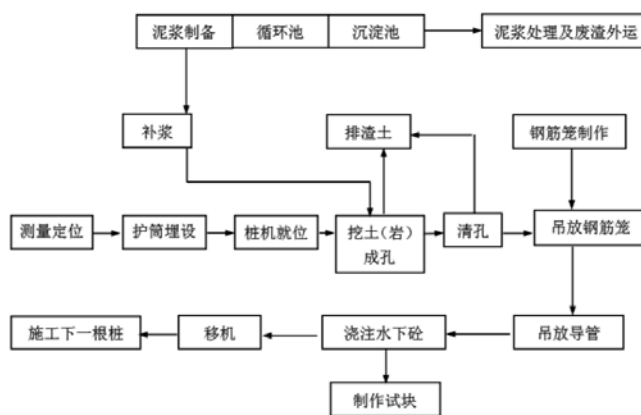 泥浆制备 循环池 沉淀池 泥浆处理及废渣外运
补浆 排渣土 钢筋笼制作
测量定位 护筒埋设 桩机就位 挖土(岩)成孔 清孔 吊放钢筋笼
施工下一根桩 移机 浇注水下砼 吊放导管
制作试块